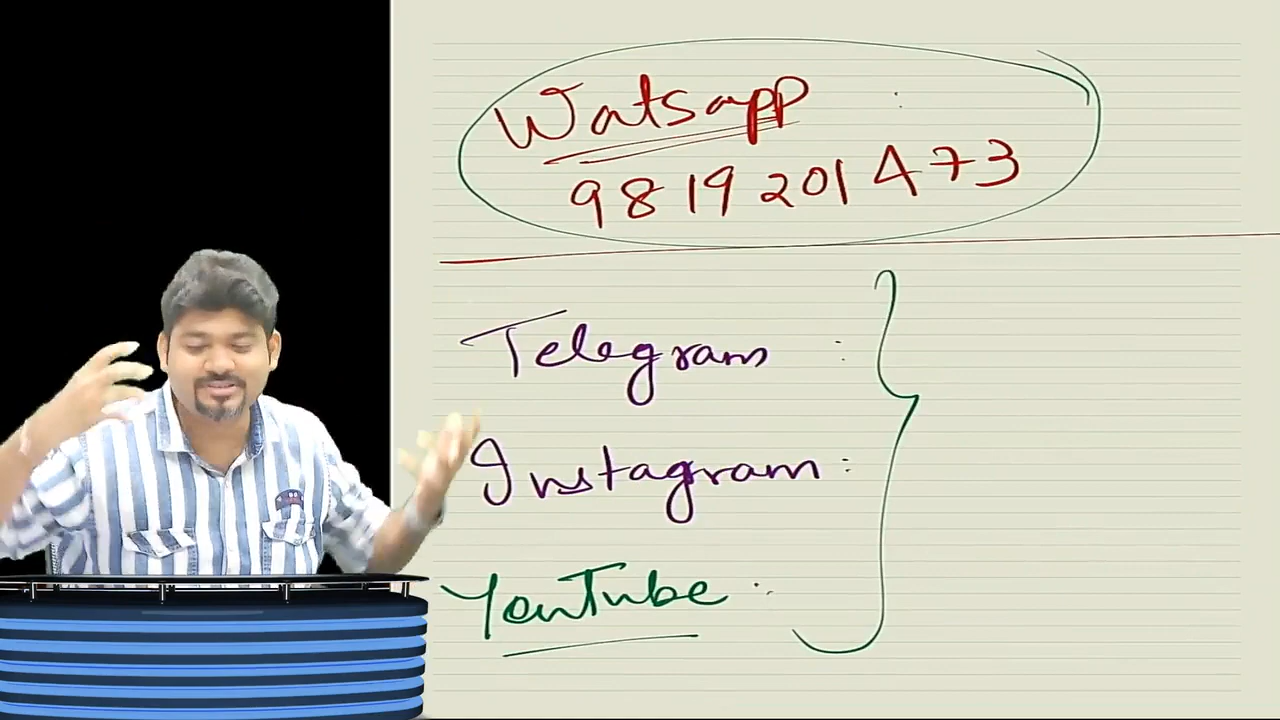 Watsapp :
9819201473
Telegram :
Instagram :
YouTube :